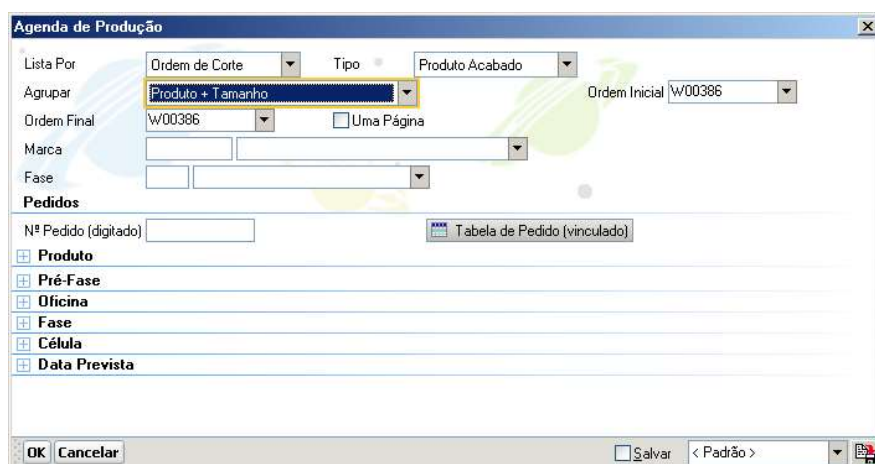 Agenda de Produção
Lista Por Ordem de Corte Tipo Produto Acabado
Agrupar Produto + Tamanho Ordem Inicial W00386
Ordem Final W00386 Uma Página
Marca
Fase
Pedidos
Nº Pedido (digitado) Tabela de Pedido (vinculado)
Produto
Pré-Fase
Oficina
Fase
Célula
Data Prevista
OK Cancelar Salvar < Padrão >